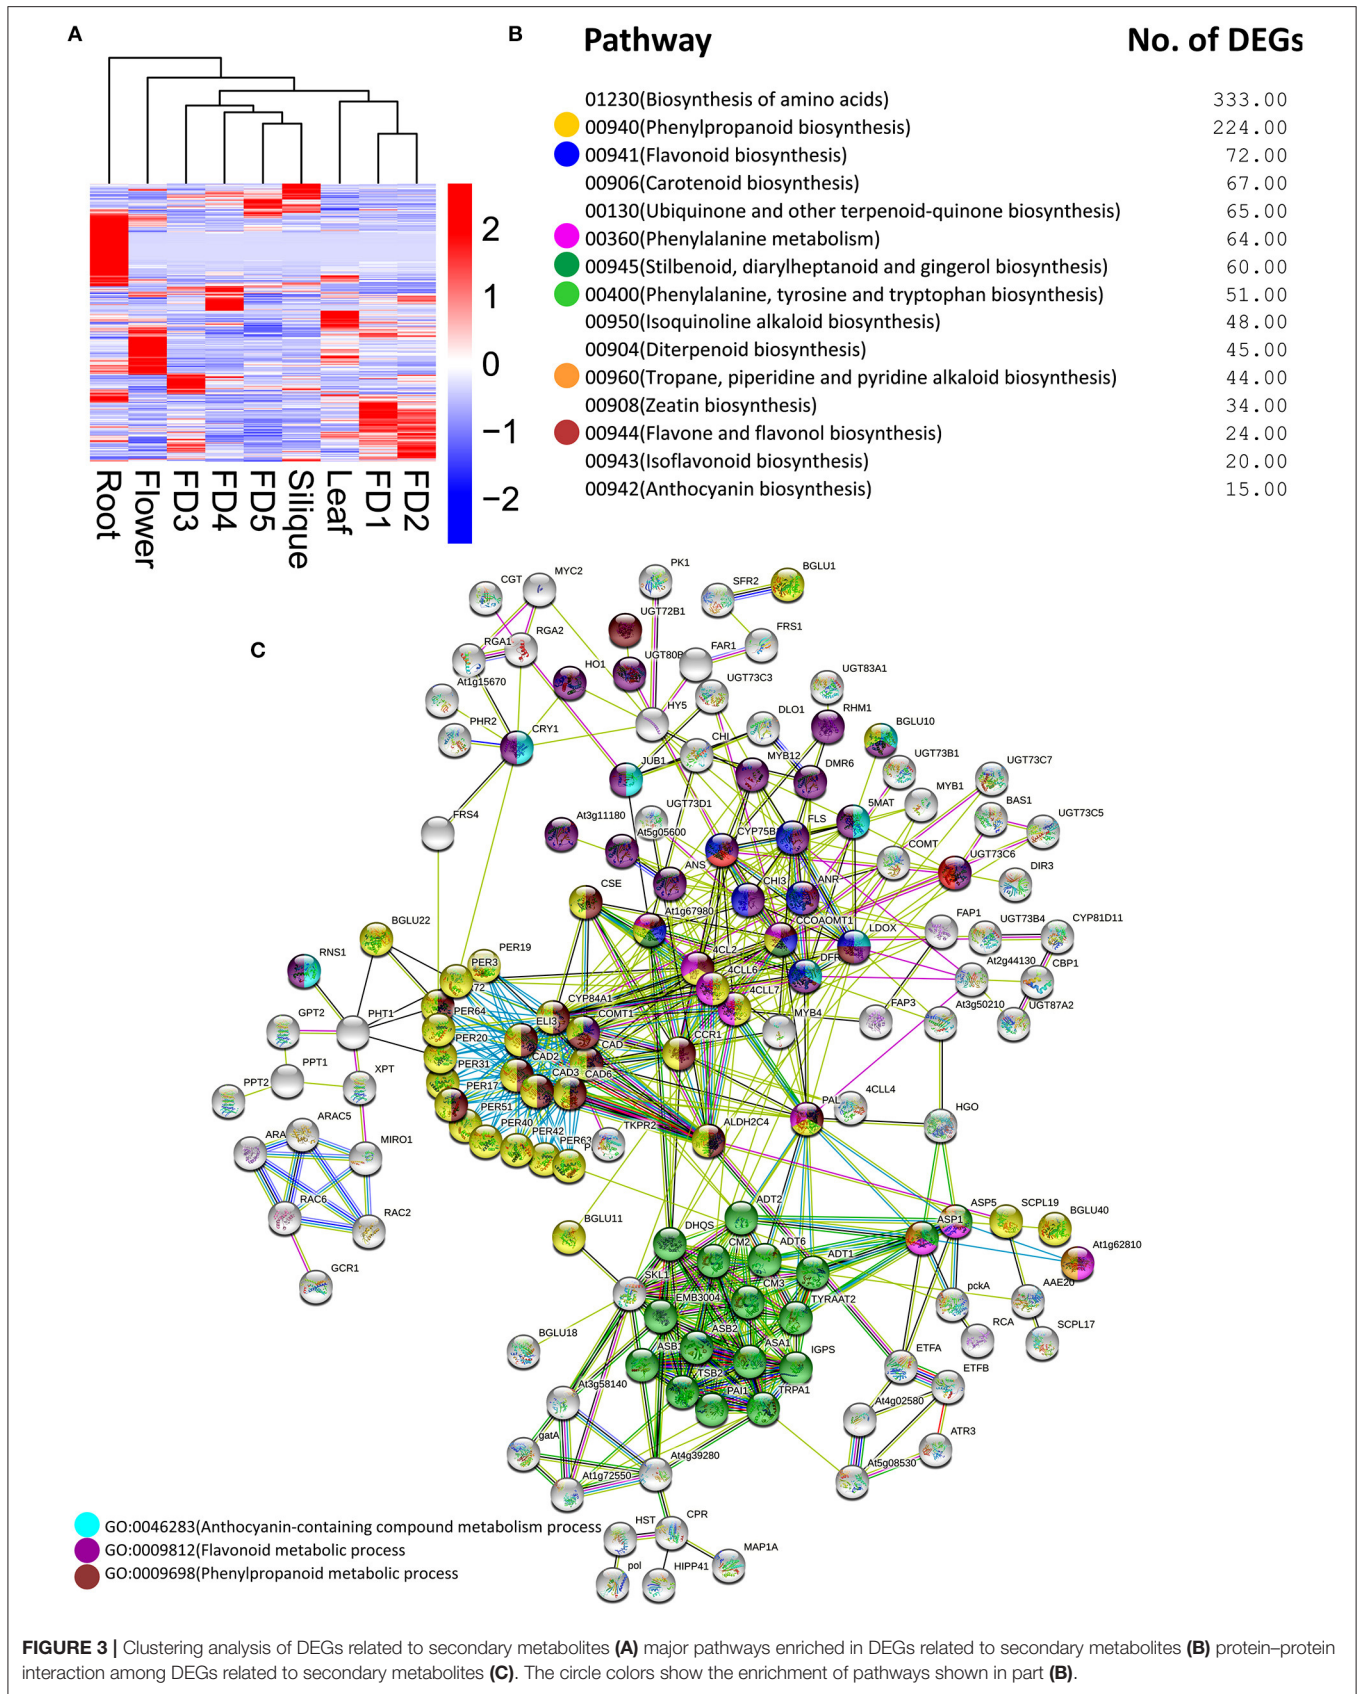 A
B
Pathway No. of DEGs
01230(Biosynthesis of amino acids) 333.00
00940(Phenylpropanoid biosynthesis) 224.00
00941(Flavonoid biosynthesis) 72.00
00906(Carotenoid biosynthesis) 67.00
00130(Ubiquinone and other terpenoid-quinone biosynthesis) 65.00
00360(Phenylalanine metabolism) 64.00
00945(Stilbenoid, diarylheptanoid and gingerol biosynthesis) 60.00
00400(Phenylalanine, tyrosine and tryptophan biosynthesis) 51.00
00950(Isoquinoline alkaloid biosynthesis) 48.00
00904(Diterpenoid biosynthesis) 45.00
00960(Tropane, piperidine and pyridine alkaloid biosynthesis) 44.00
00908(Zeatin biosynthesis) 34.00
00944(Flavone and flavonol biosynthesis) 24.00
00943(Isoflavonoid biosynthesis) 20.00
00942(Anthocyanin biosynthesis) 15.00
2
1
0
−1
−2
Root
Flower
FD3
FD4
FD5
Silique
Leaf
FD1
FD2
C
PK1
BGLU1
CGT
MYC2
SFR2
UGT72B1
FRS1
RGA1
RGA2
FAR1
HO1
UGT80B
UGT83A1
At1g15670
UGT73C3
HY5
DLO1
RHM1
PHR2
CRY1
CHI
BGLU10
JUB1
MYB12
DMR6
UGT73B1
UGT73C7
MYB1
BAS1
UGT73C5
FRS4
At3g11180
UGT73D1
At5g05600
CYP75B
FLS
5MAT
COMT
UGT73C6
DIR3
ANS
CHI3
ANR
CSE
At1g67980
CCOAOMT1
LDOX
FAP1
UGT73B4
CYP81D11
BGLU22
PER19
RNS1
PER3
4CL2
4CLL6
DFR
At2g44130
CBP1
72
4CLL7
CYP84A1
COMT1
MYB4
FAP3
At3g50210
UGT87A2
GPT2
PHT1
PER64
ELI3
CAD
CCR1
PER20
CAD2
PPT1
XPT
PER31
CAD3
CAD6
PPT2
PER17
PAL
4CLL4
HGO
ARAC5
PER51
TKPR2
ALDH2C4
ARA
MIRO1
PER40
PER42
PER63
RAC6
RAC2
ADT2
ASP5
SCPL19
BGLU40
BGLU11
DHQS
ASP1
CM2
ADT6
ADT1
At1g62810
GCR1
SKL1
CM3
TYRAAT2
pckA
AAE20
EMB3004
BGLU18
ASB2
ASA1
IGPS
RCA
SCPL17
ASB
ETFA
ETFB
TSB2
At3g58140
PAI1
TRPA1
At4g02580
gatA
ATR3
At4g39280
At5g08530
At1g72550
HST
CPR
pol
HIPP41
MAP1A
GO:0046283(Anthocyanin-containing compound metabolism process
GO:0009812(Flavonoid metabolic process
GO:0009698(Phenylpropanoid metabolic process
FIGURE 3 | Clustering analysis of DEGs related to secondary metabolites (A) major pathways enriched in DEGs related to secondary metabolites (B) protein–protein
interaction among DEGs related to secondary metabolites (C). The circle colors show the enrichment of pathways shown in part (B).